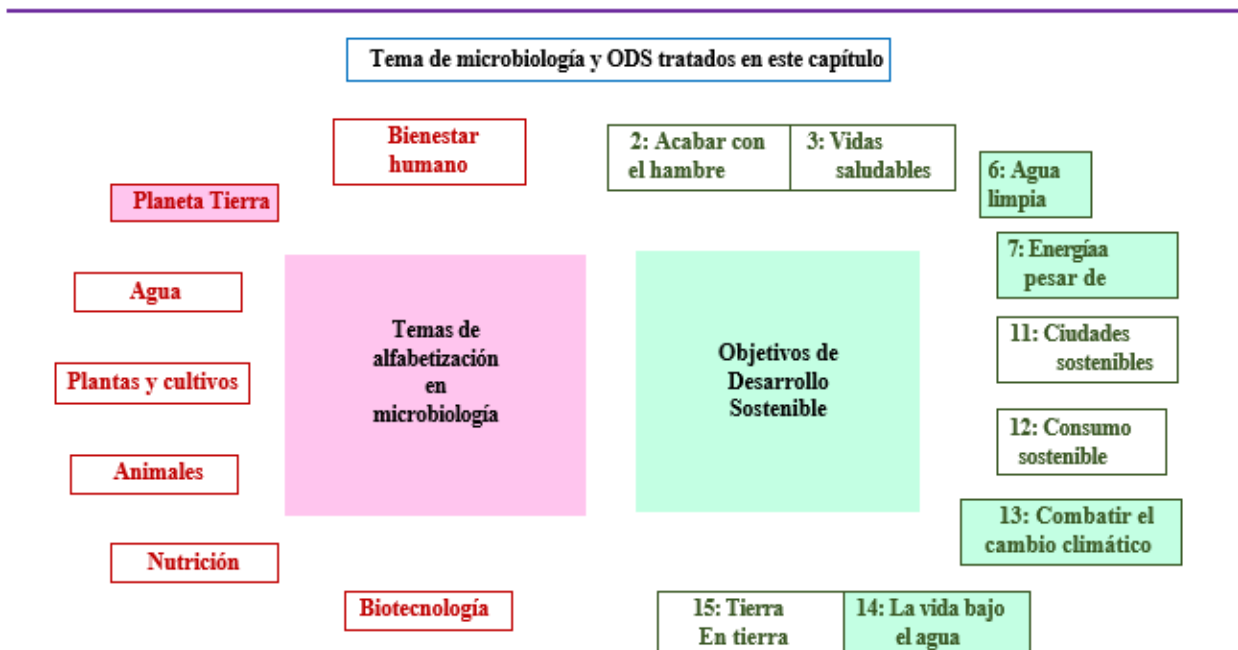 Tema de microbiología y ODS tratados en este capítulo
Bienestar
humano
2: Acabar con
el hambre
3: Vidas
saludables
6: Agua
limpia
Planeta Tierra
7: Energíaa
pesar de
Agua
Temas de
alfabetización
en
microbiología
Objetivos de
Desarrollo
Sostenible
11: Ciudades
sostenibles
Plantas y cultivos
12: Consumo
sostenible
Animales
13: Combatir el
cambio climático
Nutrición
Biotecnología
15: Tierra
En tierra
14: La vida bajo
el agua